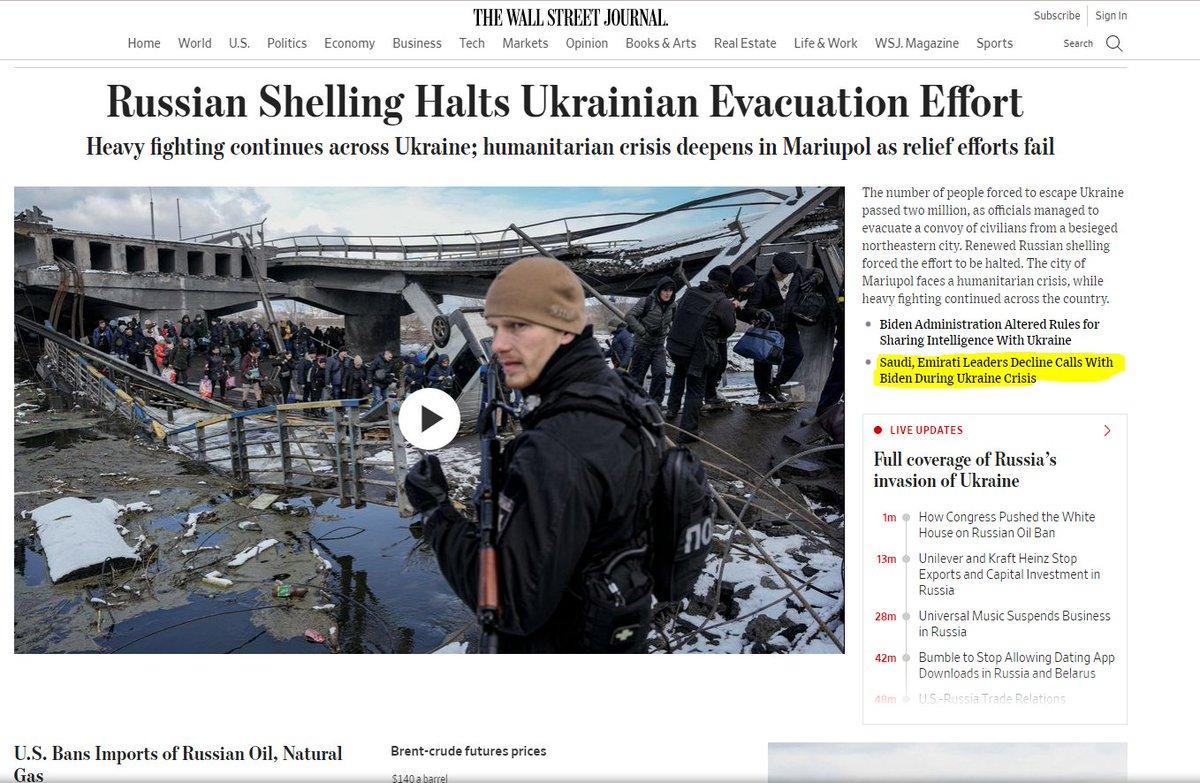 THE WALL STREET JOURNAL.
Subscribe Sign In
Home World U.S. Politics Economy Business Tech Markets Opinion Books & Arts Real Estate Life & Work WSJ. Magazine Sports Search
Russian Shelling Halts Ukrainian Evacuation Effort
Heavy fighting continues across Ukraine; humanitarian crisis deepens in Mariupol as relief efforts fail
ПО
The number of people forced to escape Ukraine
passed two million, as officials managed to
evacuate a convoy of civilians from a besieged
northeastern city. Renewed Russian shelling
forced the effort to be halted. The city of
Mariupol faces a humanitarian crisis, while
heavy fighting continued across the country.
Biden Administration Altered Rules for
Sharing Intelligence With Ukraine
Saudi, Emirati Leaders Decline Calls With
Biden During Ukraine Crisis
LIVE UPDATES
Full coverage of Russia's
invasion of Ukraine
1m How Congress Pushed the White
House on Russian Oil Ban
13m Unilever and Kraft Heinz Stop
Exports and Capital Investment in
Russia
28m Universal Music Suspends Business
in Russia
42m Bumble to Stop Allowing Dating App
Downloads in Russia and Belarus
48m U.S.-Russia Trade Relations
U.S. Bans Imports of Russian Oil, Natural
Gas
Brent-crude futures prices
$140 a barrel